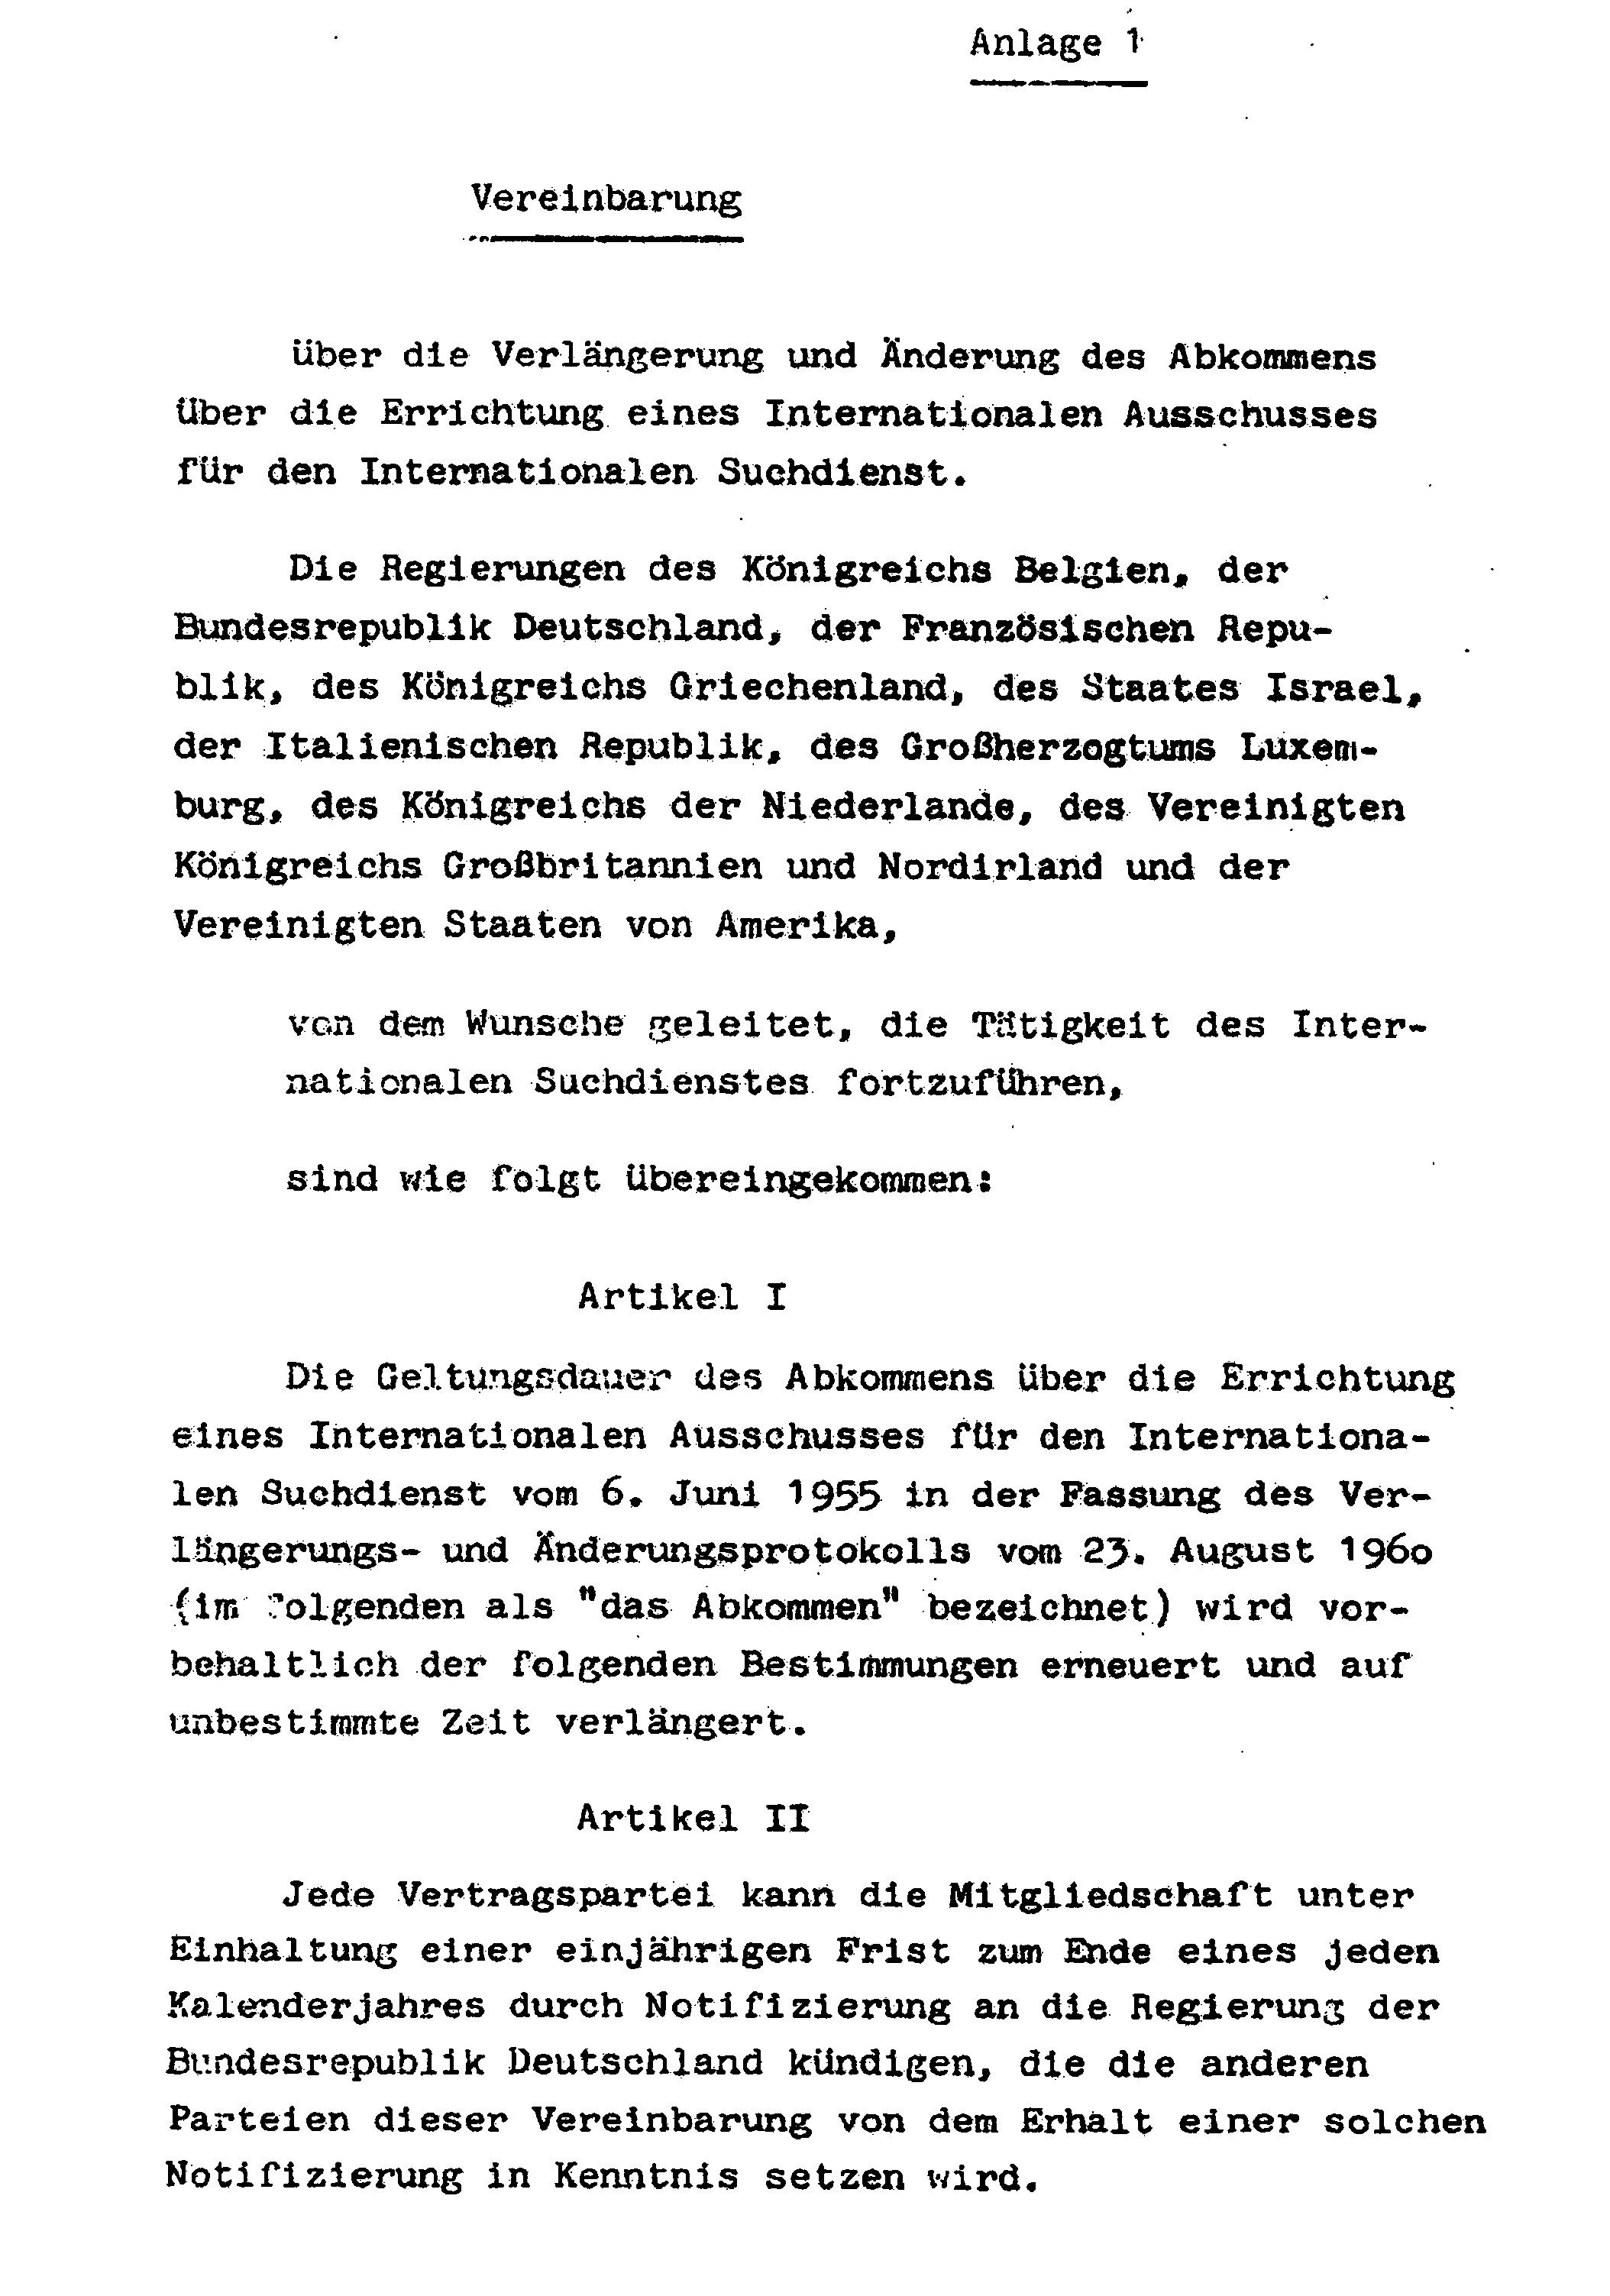 Anlage 1
Vereinbarung
über die Verlängerung und Änderung des Abkommens
über die Errichtung eines Internationalen Ausschusses
für den Internationalen Suchdienst.
Die Regierungen des Königreichs Belgien, der
Bundesrepublik Deutschland, der Französischen Repu-
blik, des Königreichs Griechenland, des Staates Israel,
der Italienischen Republik, des Großherzogtums Luxem-
burg, des Königreichs der Niederlande, des Vereinigten
Königreichs Großbritannien und Nordirland und der
Vereinigten Staaten von Amerika,
von dem Wunsche geleitet, die Tätigkeit des Inter-
nationalen Suchdienstes fortzuführen,
sind wie folgt übereingekommen:
Artikel I
Die Geltungsdauer des Abkommens über die Errichtung
eines Internationalen Ausschusses für den Internationa-
len Suchdienst vom 6. Juni 1955 in der Fassung des Ver-
längerungs- und Änderungsprotokolls vom 23. August 196o
(im folgenden als "das Abkommen" bezeichnet) wird vor-
behaltlich der folgenden Bestimmungen erneuert und auf
unbestimmte Zeit verlängert.
Artikel II
Jede Vertragspartei kann die Mitgliedschaft unter
Einhaltung einer einjährigen Frist zum Ende eines jeden
Kalenderjahres durch Notifizierung an die Regierung der
Bundesrepublik Deutschland kündigen, die die anderen
Parteien dieser Vereinbarung von dem Erhalt einer solchen
Notifizierung in Kenntnis setzen wird.